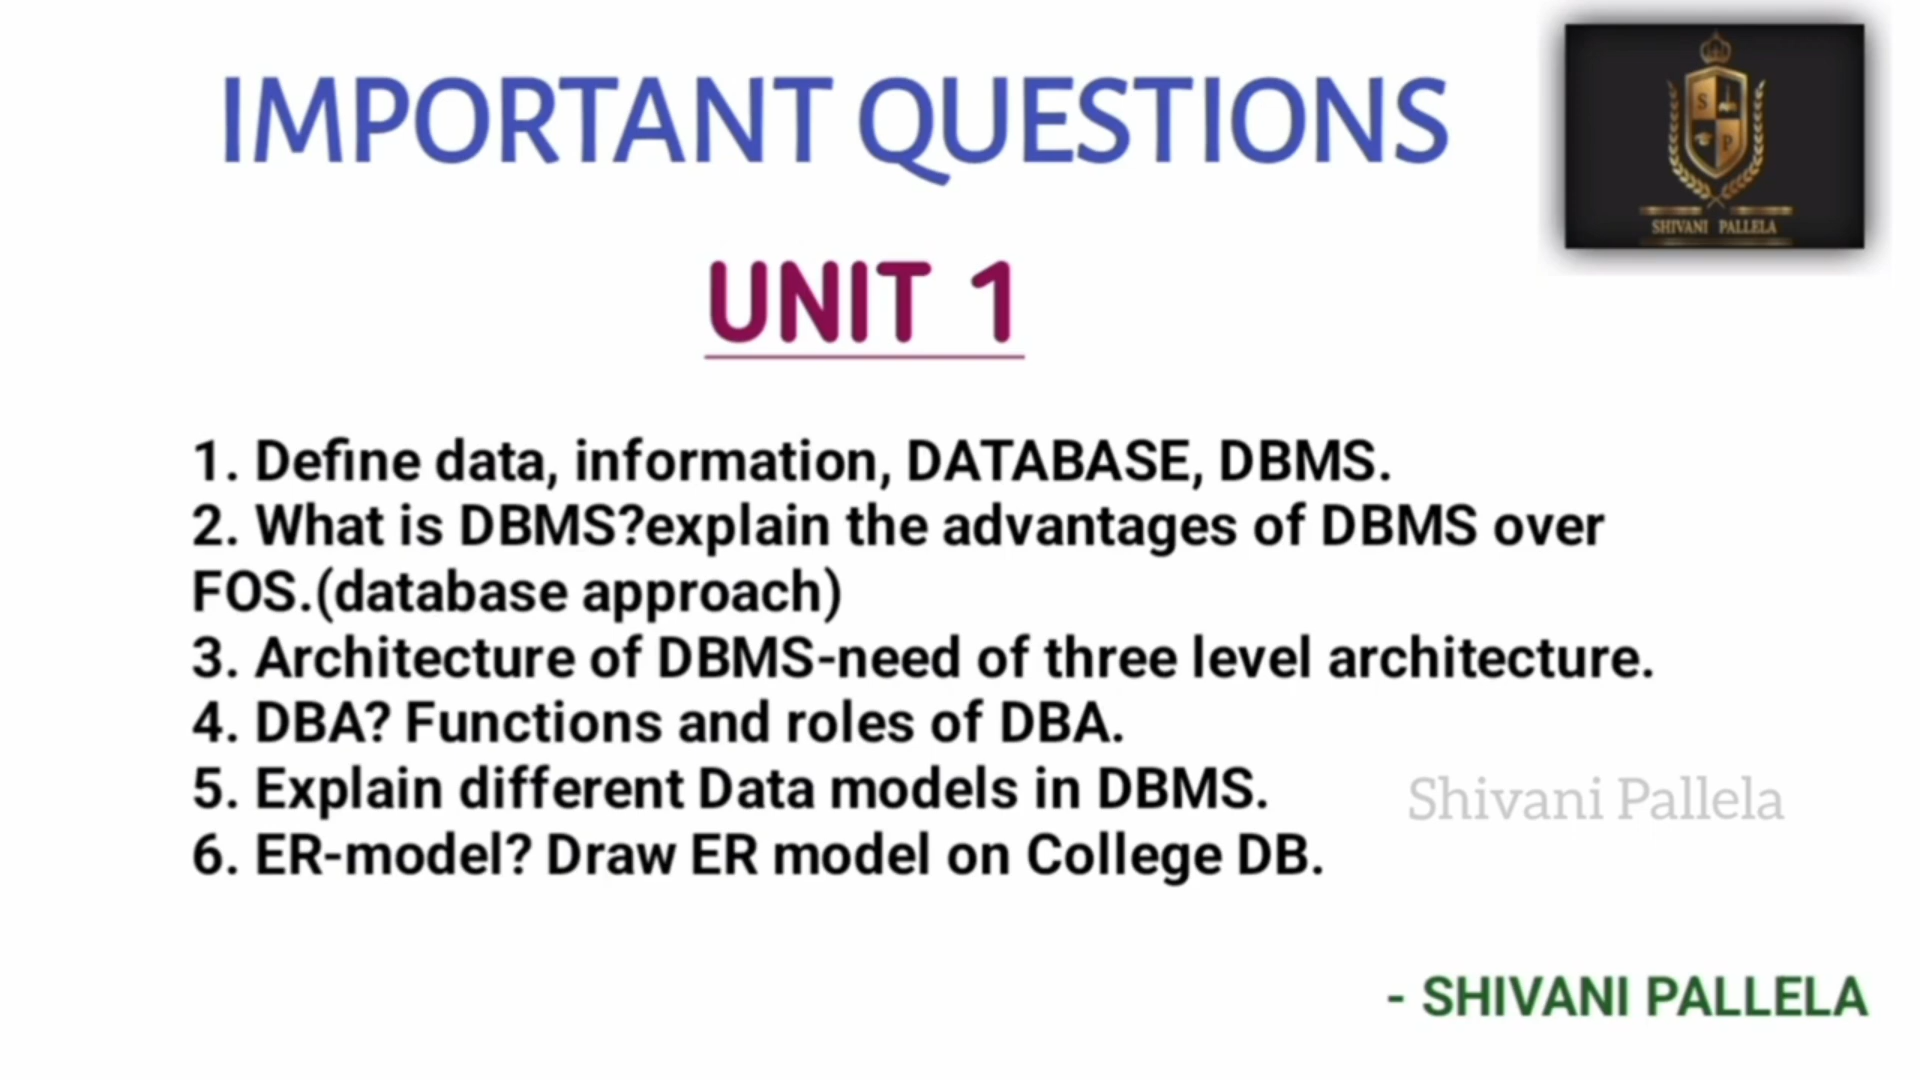 IMPORTANT QUESTIONS
S
P
SHIVANI PALLELA
UNIT 1
1. Define data, information, DATABASE, DBMS.
2. What is DBMS?explain the advantages of DBMS over
FOS.(database approach)
3. Architecture of DBMS-need of three level architecture.
4. DBA? Functions and roles of DBA.
5. Explain different Data models in DBMS.
Shivani Pallela
6. ER-model? Draw ER model on College DB.
- SHIVANI PALLELA